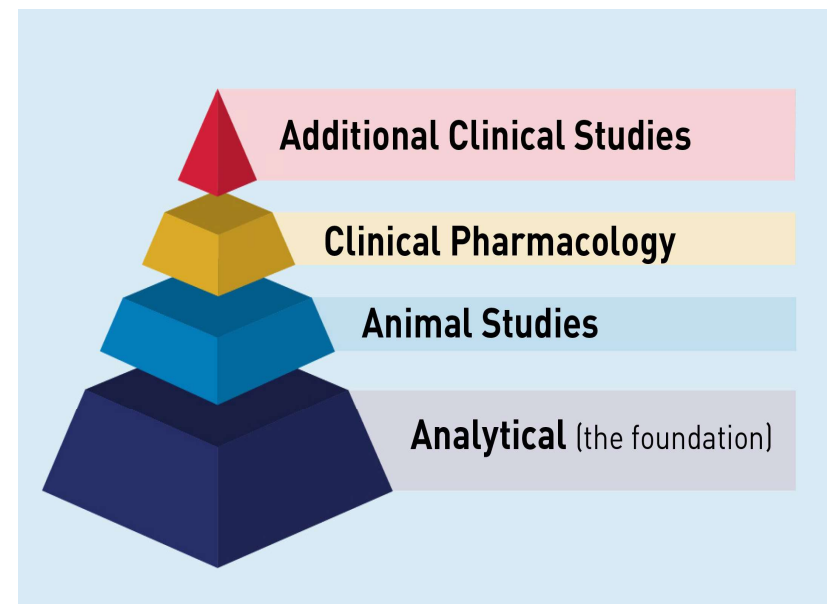 Additional Clinical Studies
Clinical Pharmacology
Animal Studies
Analytical (the foundation)